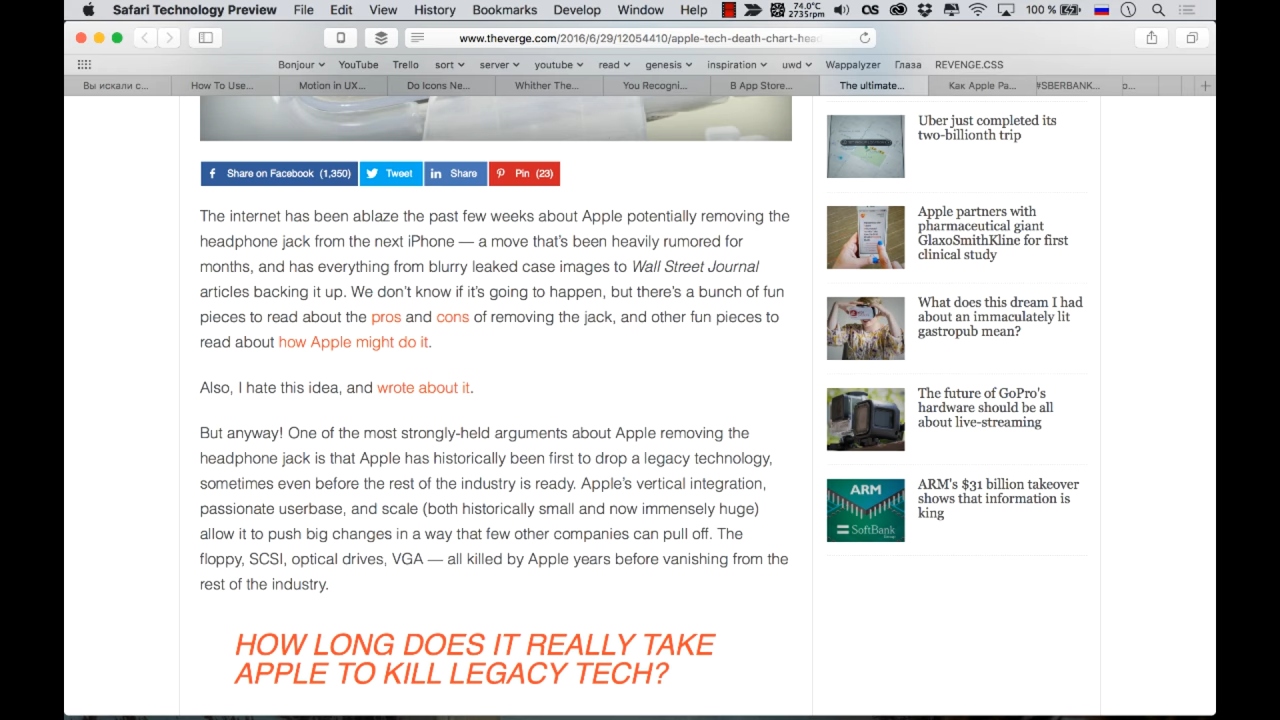 Safari Technology Preview File Edit View History Bookmarks Develop Window Help 74.0°C 2735rpm 100 %
www.theverge.com/2016/6/29/12054410/apple-tech-death-chart-head
Bonjour YouTube Trello sort server youtube read genesis inspiration uwd Wappalyzer Глаза REVENGE.CSS
Вы искали с... How To Use... Motion in UX... Do Icons Ne... Whither The... You Recogni... В App Store... The ultimate... Как Apple Ра... #SBERBANK...
Share on Facebook (1,350) Tweet Share Pin (23)
The internet has been ablaze the past few weeks about Apple potentially removing the
headphone jack from the next iPhone — a move that's been heavily rumored for
months, and has everything from blurry leaked case images to Wall Street Journal
articles backing it up. We don't know if it's going to happen, but there's a bunch of fun
pieces to read about the pros and cons of removing the jack, and other fun pieces to
read about how Apple might do it.
Also, I hate this idea, and wrote about it.
But anyway! One of the most strongly-held arguments about Apple removing the
headphone jack is that Apple has historically been first to drop a legacy technology,
sometimes even before the rest of the industry is ready. Apple's vertical integration,
passionate userbase, and scale (both historically small and now immensely huge)
allow it to push big changes in a way that few other companies can pull off. The
floppy, SCSI, optical drives, VGA — all killed by Apple years before vanishing from the
rest of the industry.
HOW LONG DOES IT REALLY TAKE
APPLE TO KILL LEGACY TECH?
Uber just completed its
two-billionth trip
Apple partners with
pharmaceutical giant
GlaxoSmithKline for first
clinical study
What does this dream I had
about an immaculately lit
gastropub mean?
The future of GoPro's
hardware should be all
about live-streaming
ARM
SoftBank
ARM's $31 billion takeover
shows that information is
king